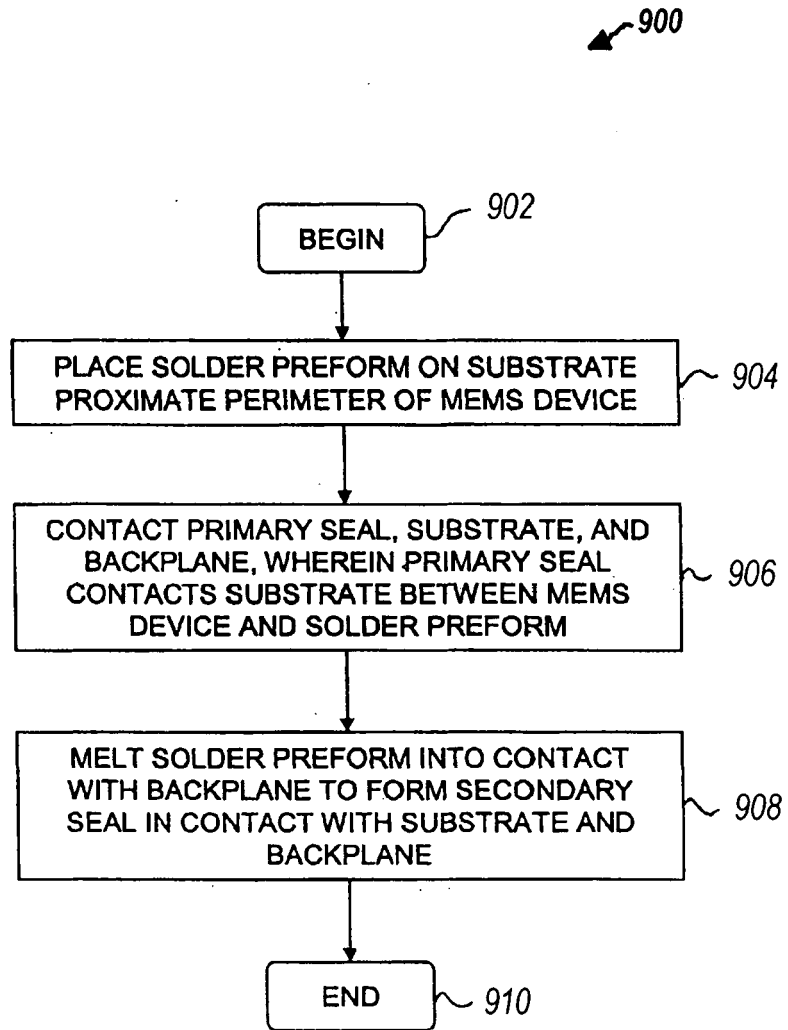 900
BEGIN
902
PLACE SOLDER PREFORM ON SUBSTRATE
PROXIMATE PERIMETER OF MEMS DEVICE
904
CONTACT PRIMARY SEAL, SUBSTRATE, AND
BACKPLANE, WHEREIN PRIMARY SEAL
CONTACTS SUBSTRATE BETWEEN MEMS
DEVICE AND SOLDER PREFORM
906
MELT SOLDER PREFORM INTO CONTACT
WITH BACKPLANE TO FORM SECONDARY
SEAL IN CONTACT WITH SUBSTRATE AND
BACKPLANE
908
END
910